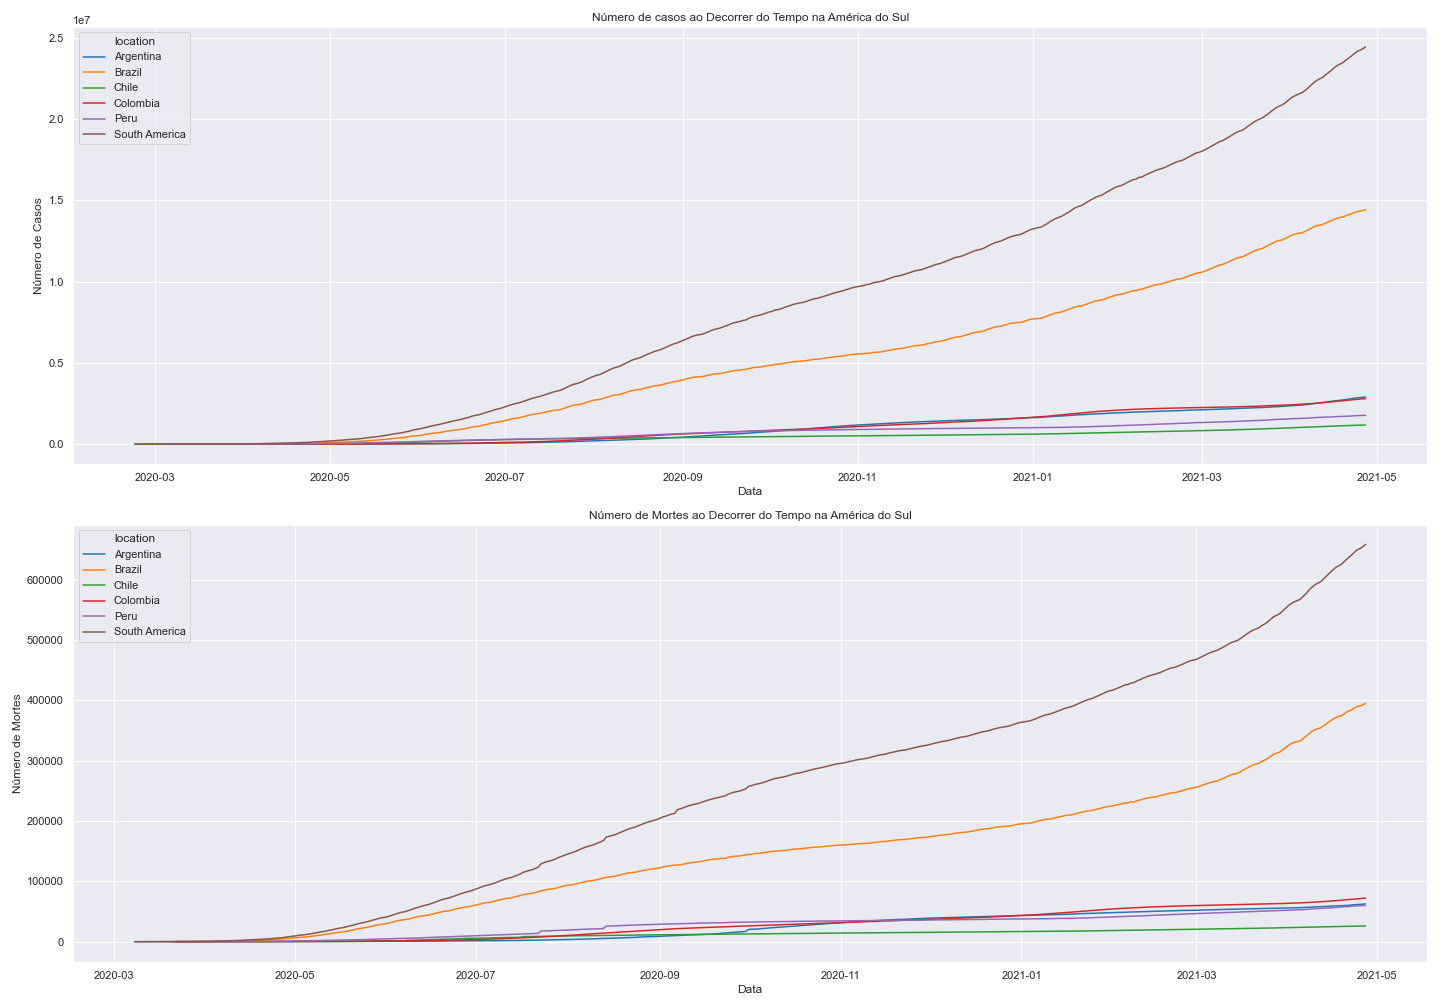 Número de casos ao Decorrer do Tempo na América do Sul
1e7
2.5
2.0
1.5
1.0
0.5
0.0
Número de Casos
location
Argentina
Brazil
Chile
Colombia
Peru
South America
2020-03 2020-05 2020-07 2020-09 2020-11 2021-01 2021-03 2021-05
Data
Número de Mortes ao Decorrer do Tempo na América do Sul
600000
500000
400000
300000
200000
100000
0
Número de Mortes
location
Argentina
Brazil
Chile
Colombia
Peru
South America
2020-03 2020-05 2020-07 2020-09 2020-11 2021-01 2021-03 2021-05
Data